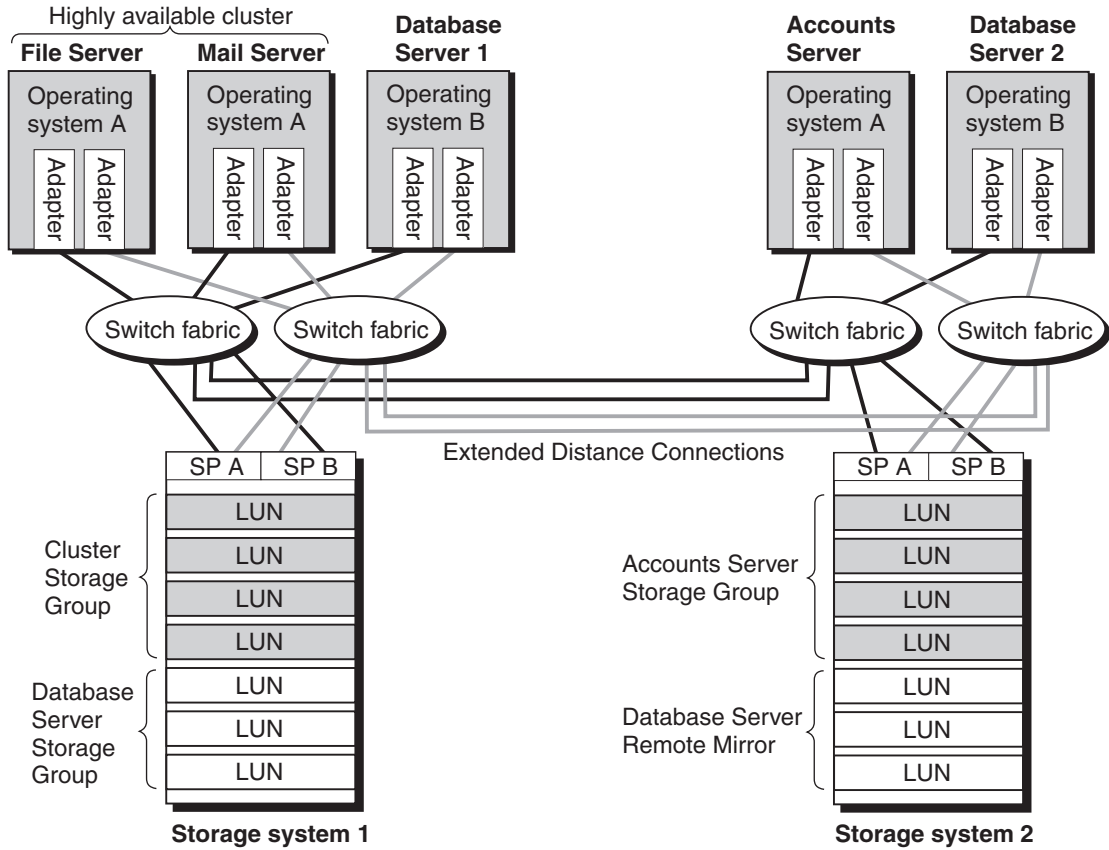 Highly available cluster
File Server
Mail Server
Database
Server 1
Accounts
Server
Database
Server 2
Operating
system A
Operating
system A
Operating
system B
Operating
system A
Operating
system B
Adapter
Adapter
Adapter
Adapter
Adapter
Adapter
Adapter
Adapter
Adapter
Adapter
Switch fabric
Switch fabric
Switch fabric
Switch fabric
Extended Distance Connections
SP A
SP B
LUN
LUN
LUN
LUN
LUN
LUN
LUN
Cluster
Storage
Group
Database
Server
Storage
Group
Storage system 1
SP A
SP B
LUN
LUN
LUN
LUN
LUN
LUN
LUN
Accounts Server
Storage Group
Database Server
Remote Mirror
Storage system 2